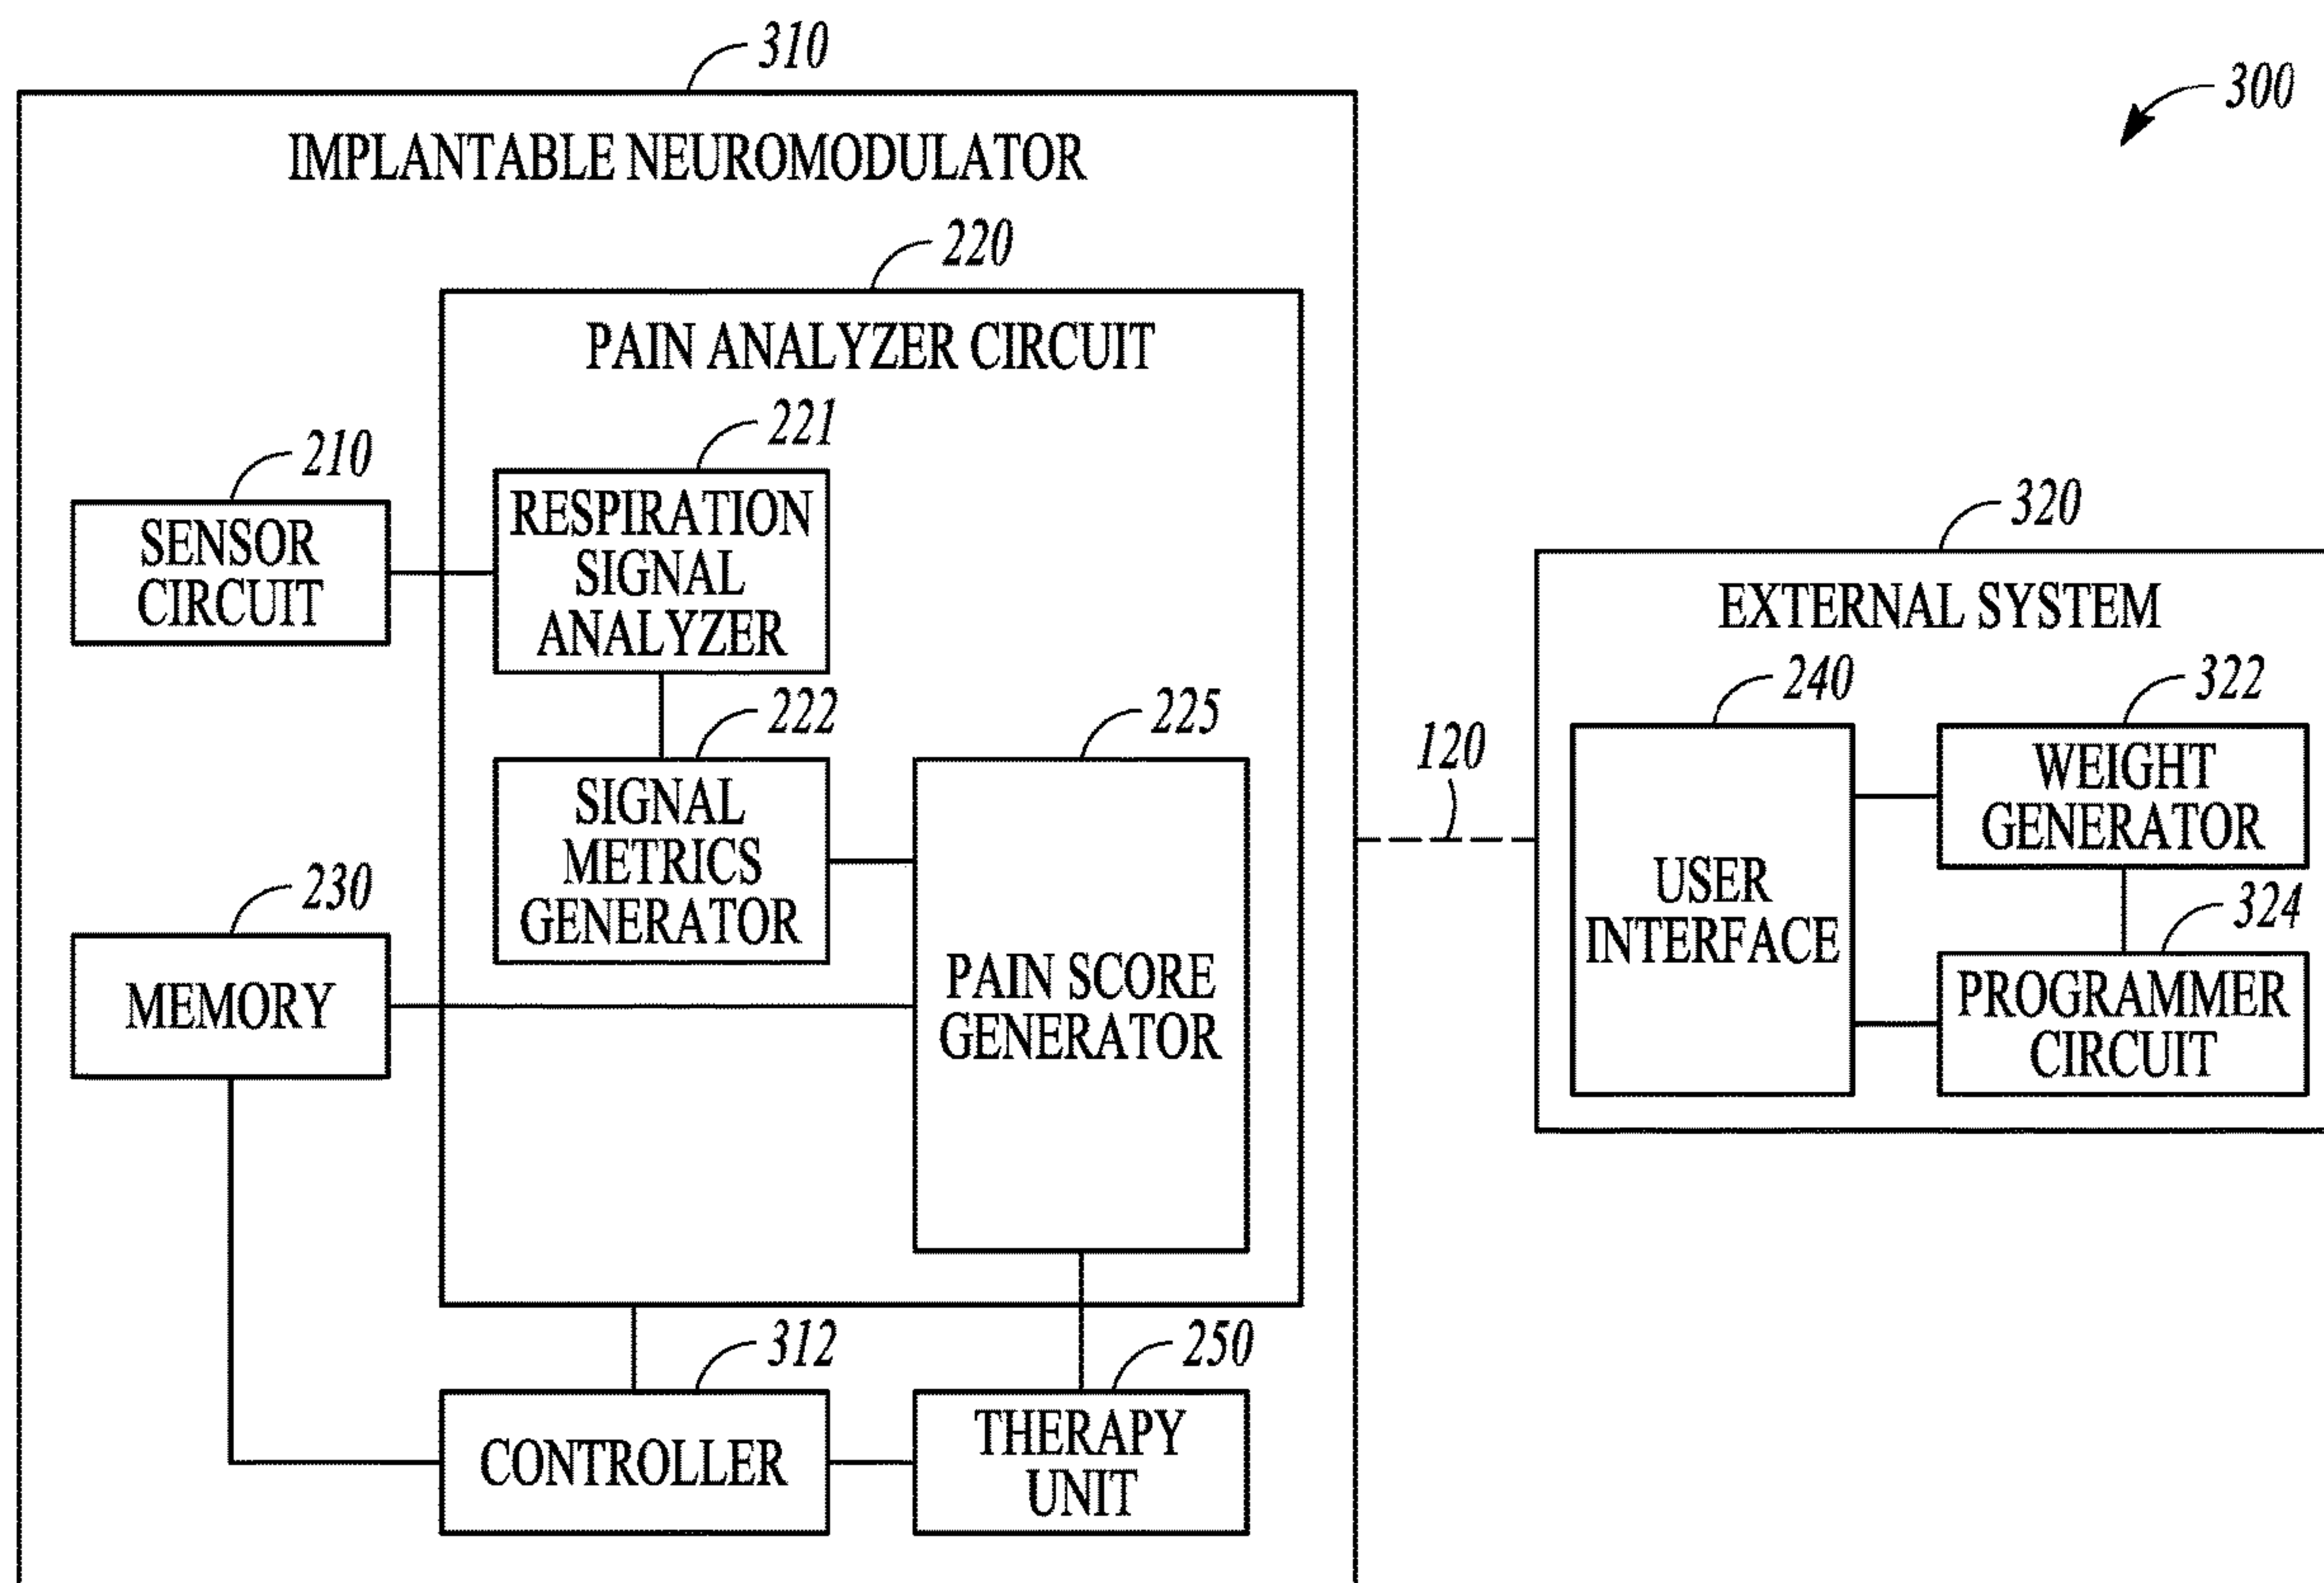 310
300
IMPLANTABLE NEUROMODULATOR
220
PAIN ANALYZER CIRCUIT
221
210
RESPIRATION
SIGNAL
ANALYZER
SENSOR
CIRCUIT
222
225
SIGNAL
METRICS
GENERATOR
230
MEMORY
PAIN SCORE
GENERATOR
312
250
CONTROLLER
THERAPY
UNIT
120
320
EXTERNAL SYSTEM
240
322
USER
INTERFACE
WEIGHT
GENERATOR
324
PROGRAMMER
CIRCUIT